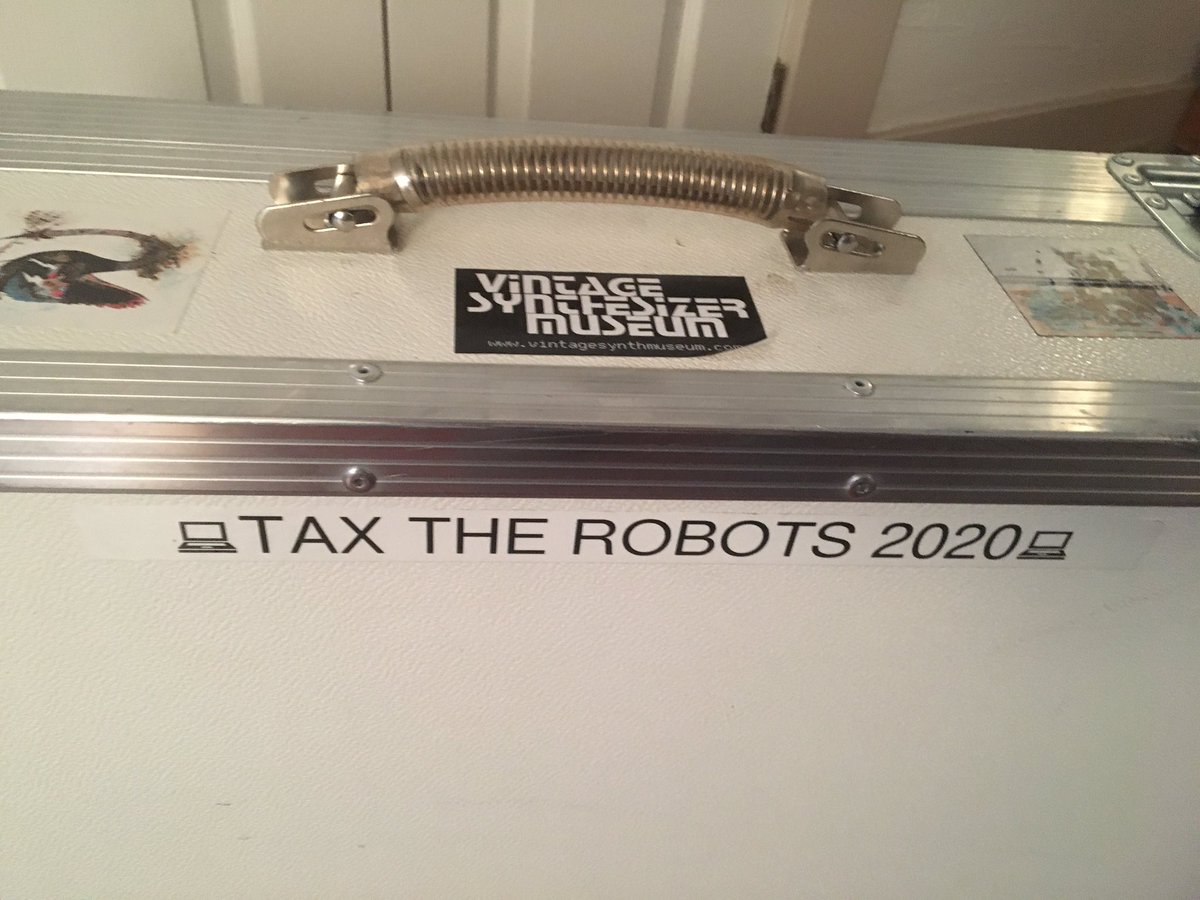 VINTAGE
SYNTHESIZER
MUSEUM
www.vintagesynthmuseum.com
💻TAX THE ROBOTS 2020💻